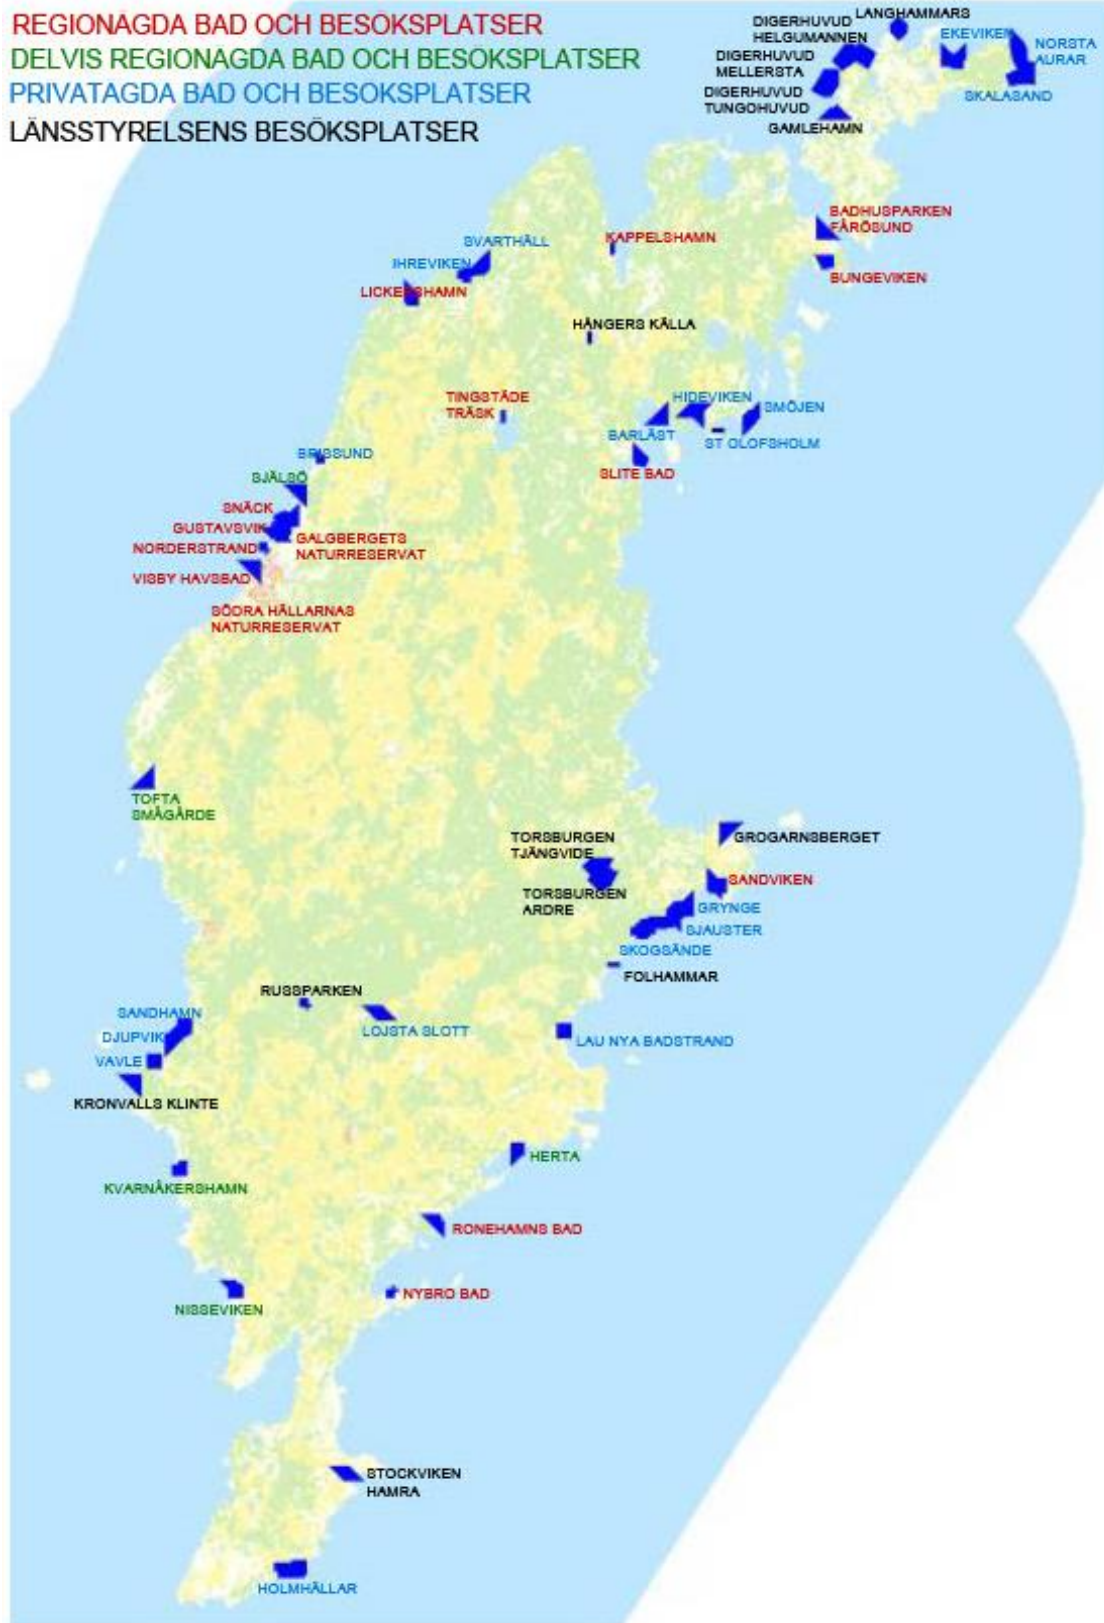 REGIONÄGDA BAD OCH BESÖKSPLATSER
DELVIS REGIONÄGDA BAD OCH BESÖKSPLATSER
PRIVATÄGDA BAD OCH BESÖKSPLATSER
LÄNSSTYRELSENS BESÖKSPLATSER
LANGHAMMARS
DIGERHUVUD
HELGUMANNEN
EKEVIKEN
NORSTA
AURAR
DIGERHUVUD
MELLERSTA
DIGERHUVUD
TUNGOHUVUD
SKALASAND
GAMLEHAMN
BADHUSPARKEN
FÅRÖSUND
KAPPELSHAMN
SVARTHÄLL
IHREVIKEN
BUNGEVIKEN
LICKERSHAMN
HÄNGERS KÄLLA
TINGSTÄDE
TRÄSK
HIDEVIKEN
SMÖJEN
BARLÄST
ST OLOFSHOLM
BRISSUND
SLITE BAD
SJÄLSÖ
SNÄCK
GUSTAVSVIK
GALGBERGETS
NATURRESERVAT
NORDERSTRAND
VISBY HAVSBAD
SÖDRA HÄLLARNAS
NATURRESERVAT
TOFTA
SMÅGÅRDE
TORSBURGEN
TJÄNGVIDE
GROGARNSBERGET
SANDVIKEN
TORSBURGEN
ARDRE
GRYNGE
SJAUSTER
SKOGSÄNDE
FOLHAMMAR
RUSSPARKEN
SANDHAMN
LOJSTA SLOTT
DJUPVIK
LAU NYA BADSTRAND
VAVLE
KRONVALLS KLINTE
HERTA
KVARNÅKERSHAMN
RONEHAMNS BAD
NYBRO BAD
NISSEVIKEN
STOCKVIKEN
HAMRA
HOLMHÄLLAR